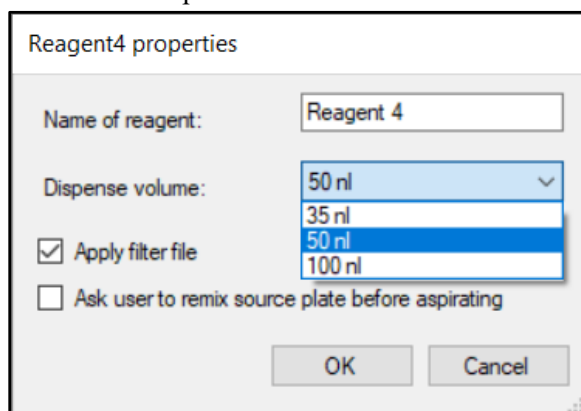 Reagent4 properties
Name of reagent: Reagent 4
Dispense volume: 50 nl
35 nl
50 nl
Apply filter file
100 nl
Ask user to remix source plate before aspirating
OK Cancel